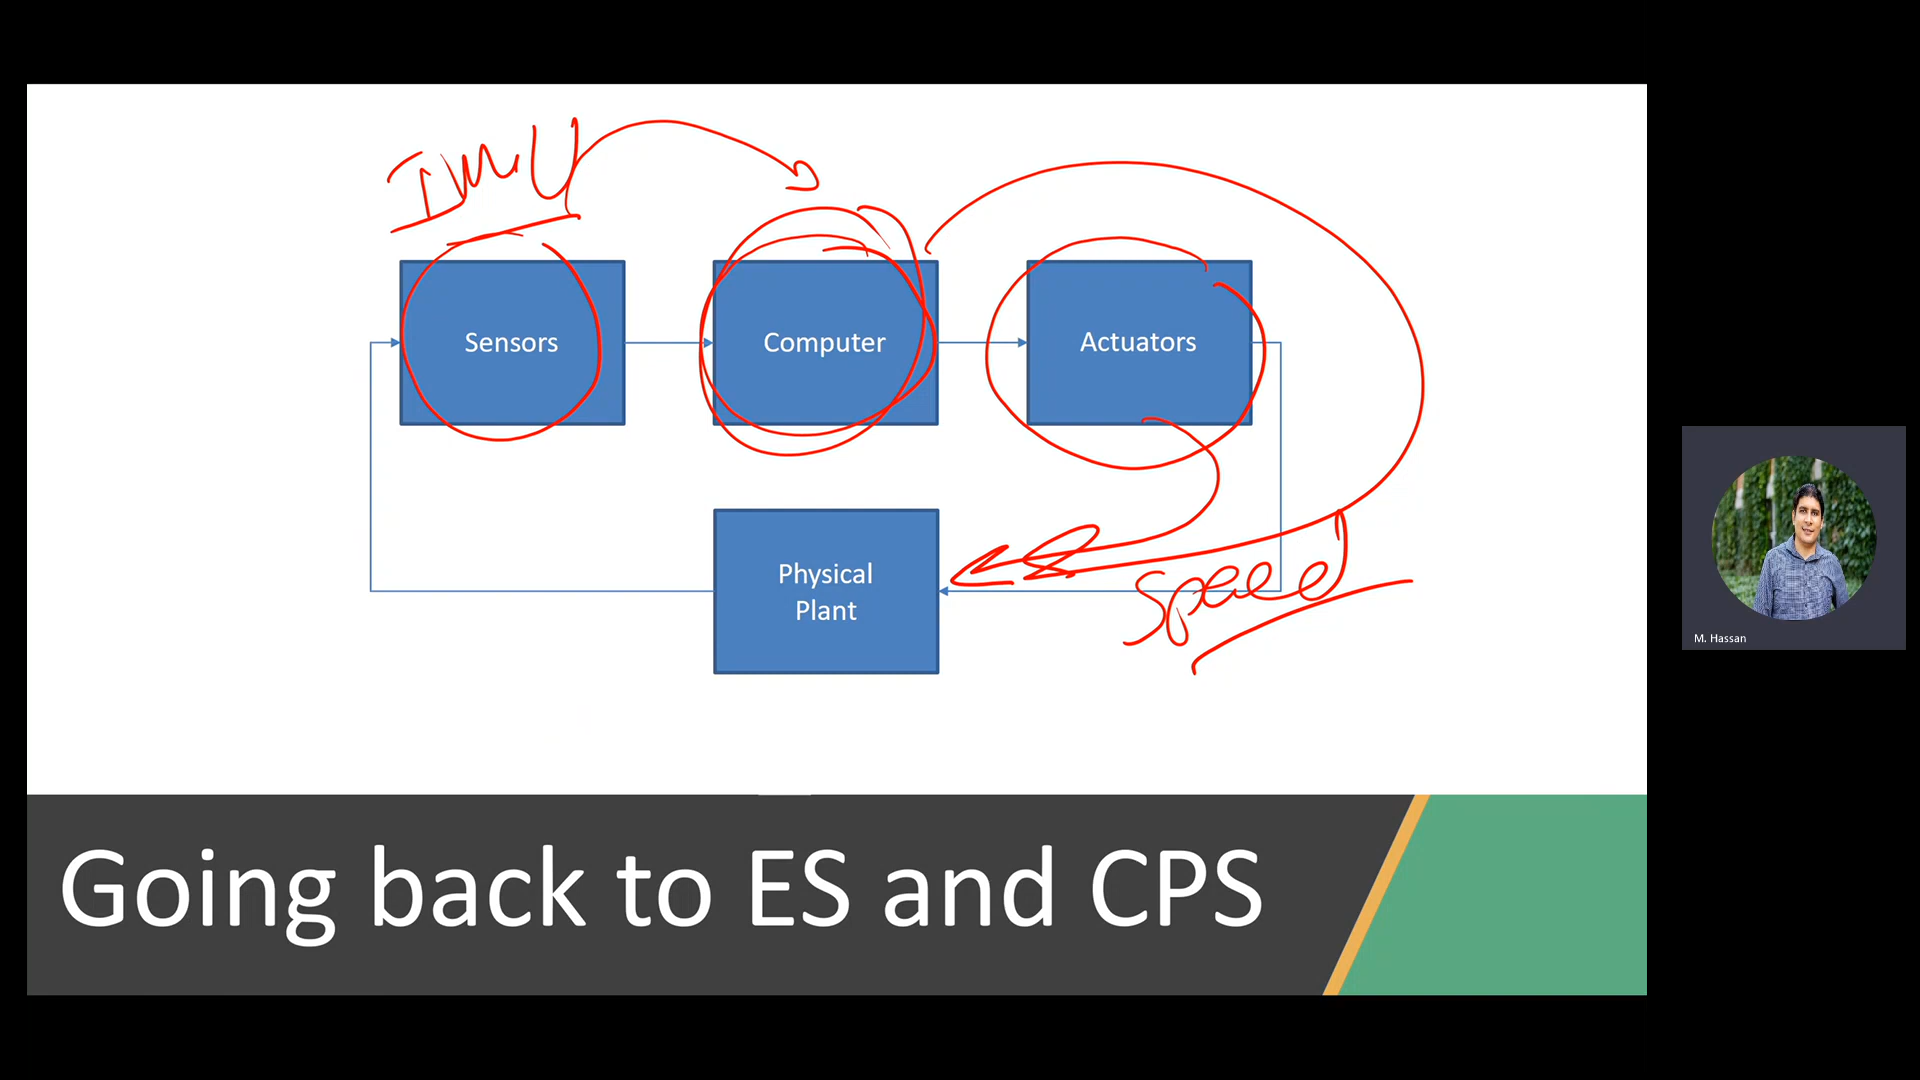 IMU
Sensors
Computer
Actuators
Physical
Plant
Speed
M. Hassan
Going back to ES and CPS